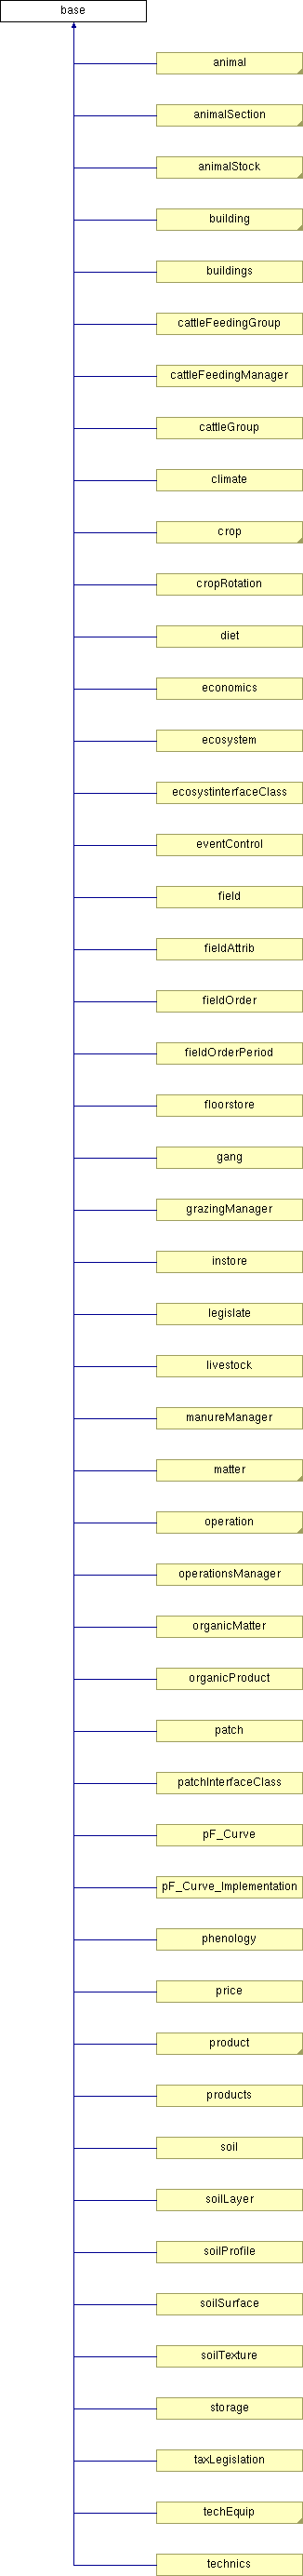 base
animal
animalSection
animalStock
building
buildings
cattleFeedingGroup
cattleFeedingManager
cattleGroup
climate
crop
cropRotation
diet
economics
ecosystem
ecosystinterfaceClass
eventControl
field
fieldAttrib
fieldOrder
fieldOrderPeriod
floorstore
gang
grazingManager
instore
legislate
livestock
manureManager
matter
operation
operationsManager
organicMatter
organicProduct
patch
patchInterfaceClass
pF_Curve
pF_Curve_Implementation
phenology
price
product
products
soil
soilLayer
soilProfile
soilSurface
soilTexture
storage
taxLegislation
techEquip
technics